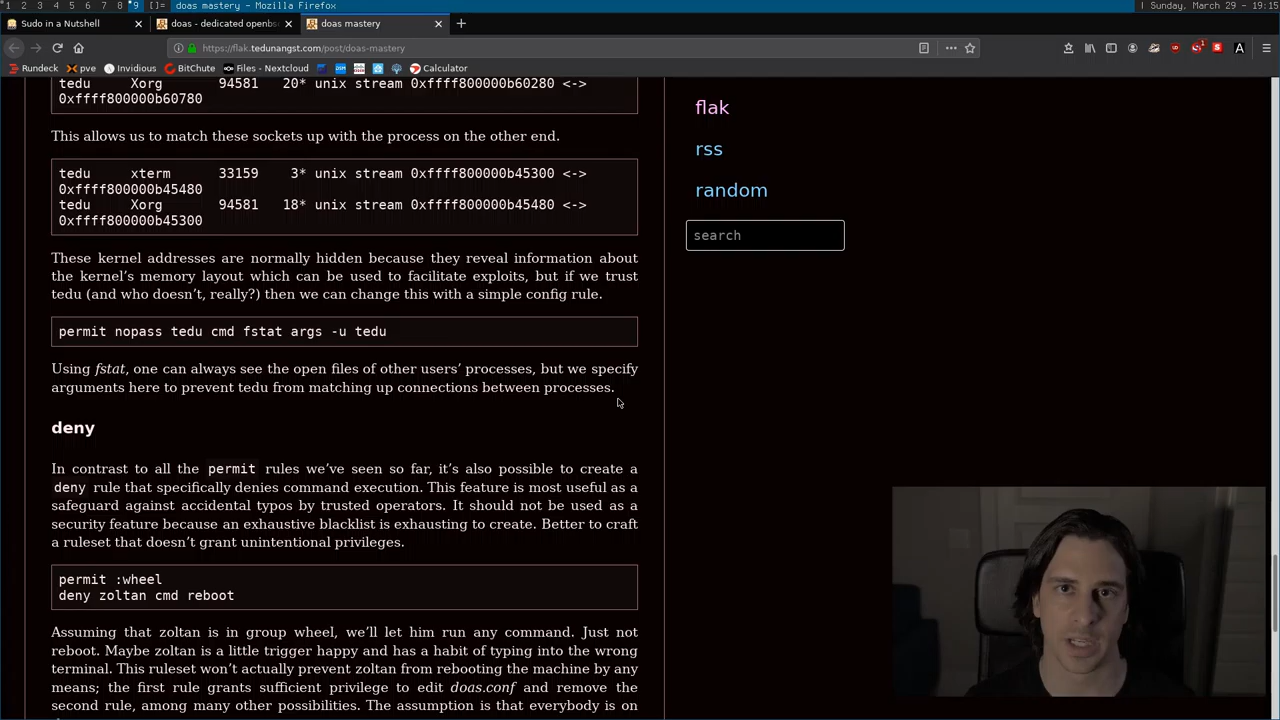 1 2 3 4 5 6 7 8 9 []= doas mastery - Mozilla Firefox | Sunday, March 29 - 19:15
Sudo in a Nutshell
doas - dedicated openbs
doas mastery
https://flak.tedunangst.com/post/doas-mastery
Rundeck pve Invidious BitChute Files - Nextcloud Calculator
tedu Xorg 94581 20* unix stream 0xffff800000b60280 <->
0xffff800000b60780
This allows us to match these sockets up with the process on the other end.
tedu xterm 33159 3* unix stream 0xffff800000b45300 <->
0xffff800000b45480
tedu Xorg 94581 18* unix stream 0xffff800000b45480 <->
0xffff800000b45300
These kernel addresses are normally hidden because they reveal information about
the kernel's memory layout which can be used to facilitate exploits, but if we trust
tedu (and who doesn't, really?) then we can change this with a simple config rule.
permit nopass tedu cmd fstat args -u tedu
Using fstat, one can always see the open files of other users' processes, but we specify
arguments here to prevent tedu from matching up connections between processes.
deny
In contrast to all the permit rules we've seen so far, it's also possible to create a
deny rule that specifically denies command execution. This feature is most useful as a
safeguard against accidental typos by trusted operators. It should not be used as a
security feature because an exhaustive blacklist is exhausting to create. Better to craft
a ruleset that doesn't grant unintentional privileges.
permit :wheel
deny zoltan cmd reboot
Assuming that zoltan is in group wheel, we'll let him run any command. Just not
reboot. Maybe zoltan is a little trigger happy and has a habit of typing into the wrong
terminal. This ruleset won't actually prevent zoltan from rebooting the machine by any
means; the first rule grants sufficient privilege to edit doas.conf and remove the
second rule, among many other possibilities. The assumption is that everybody is on
flak
rss
random
search